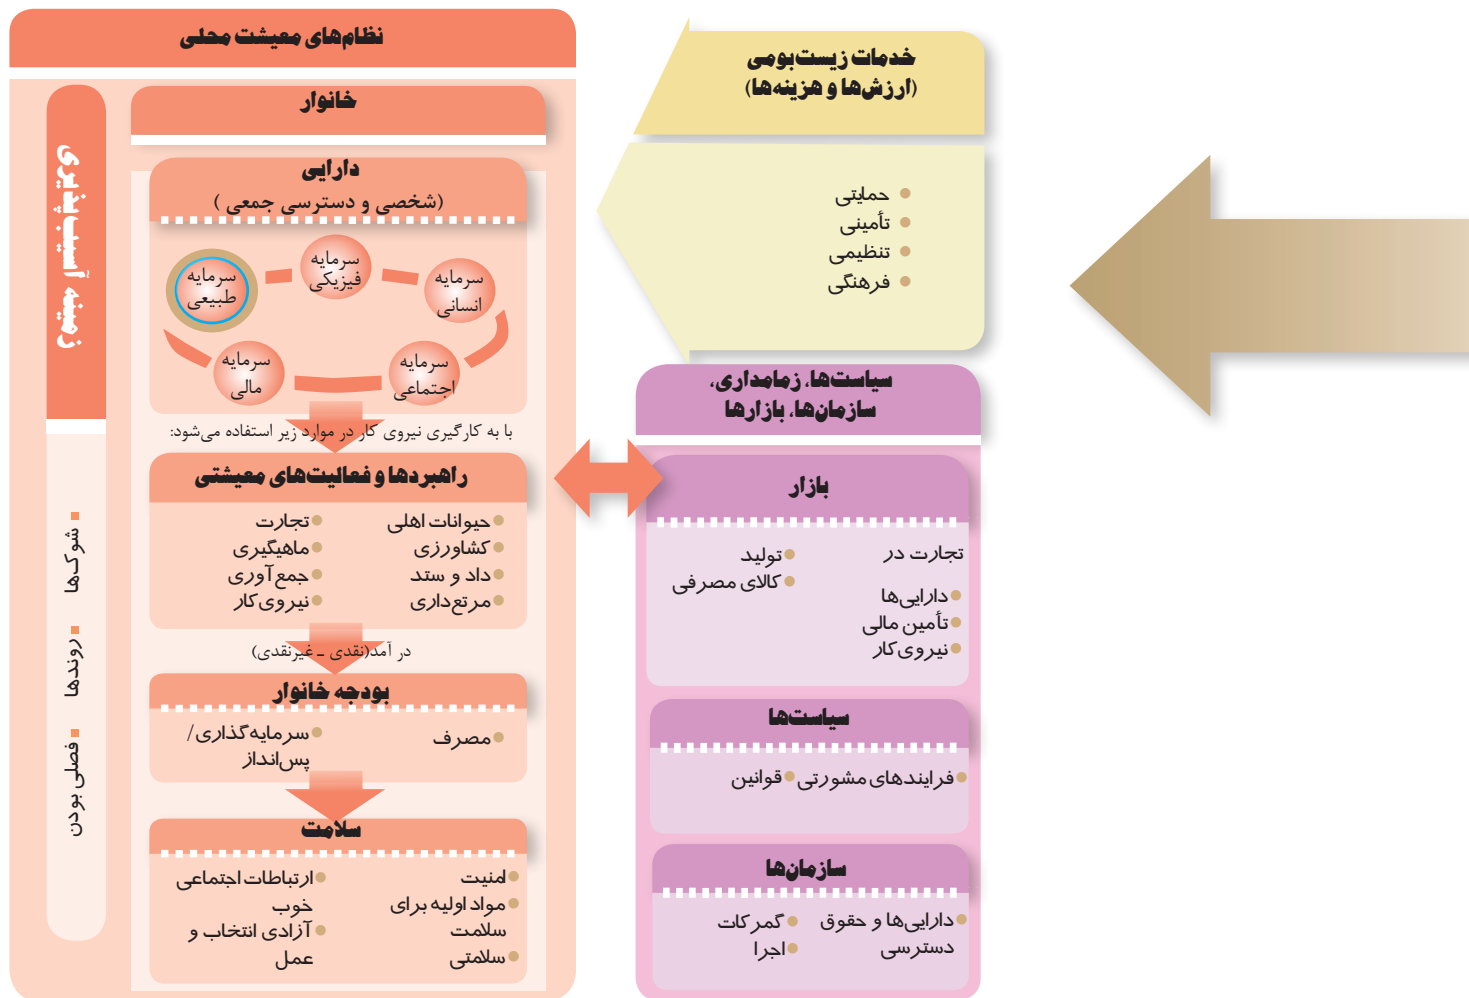 خدمات زیست‌بومی
(ارزش‌ها و هزینه‌ها)
حمایتی
تأمینی
تنظیمی
فرهنگی
سیاست‌ها، زمامداری،
سازمان‌ها، بازارها
بازار
تجارت در
دارایی‌ها
تأمین مالی
نیروی‌کار
تولید
کالای مصرفی
سیاست‌ها
فرایندهای مشورتی
قوانین
سازمان‌ها
دارایی‌ها و حقوق
دسترسی
گمرکات
اجرا
نظام‌های معیشت محلی
خانوار
دارایی
(شخصی و دسترسی جمعی )
سرمایه
انسانی
سرمایه
فیزیکی
سرمایه
طبیعی
سرمایه
اجتماعی
سرمایه
مالی
با به کارگیری نیروی کار در موارد زیر استفاده می‌شود:
راهبردها و فعالیت‌های معیشتی
حیوانات اهلی
کشاورزی
داد و ستد
مرتع‌داری
تجارت
ماهیگیری
جمع‌آوری
نیروی‌کار
در آمد(نقدی ـ غیرنقدی)
بودجه خانوار
مصرف
سرمایه‌گذاری/
پس‌انداز
سلامت
امنیت
مواد اولیه برای
سلامت
سلامتی
ارتباطات اجتماعی
خوب
آزادی انتخاب و
عمل
زمینه آسیب‌پذیری
شوک‌ها
روندها
فصلی بودن